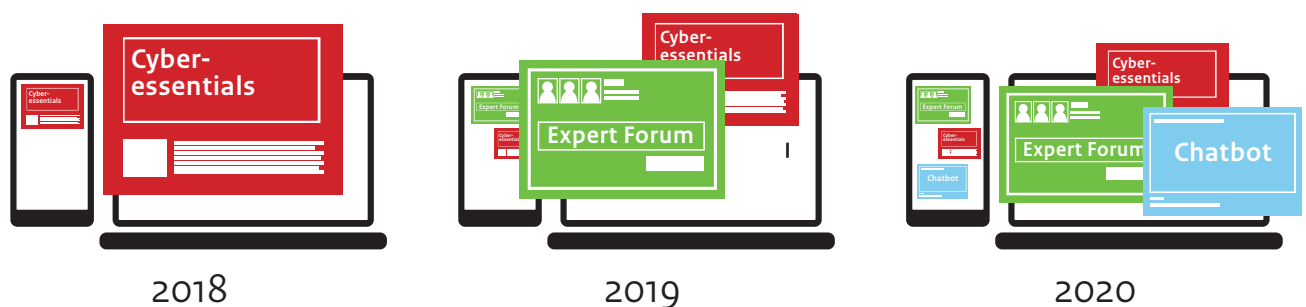 Cyber-
essentials
Cyber-
essentials
2018
Expert Forum
Cyber-
essentials
Expert Forum
Cyber-
essentials
2019
Expert Forum
Cyber-
essentials
Chatbot
Cyber-
essentials
Expert Forum
Chatbot
2020